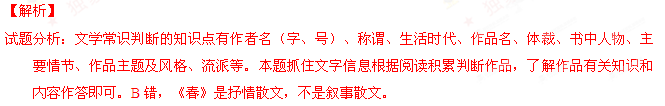 【解析】
试题分析：文学常识判断的知识点有作者名（字、号）、称谓、生活时代、作品名、体裁、书中人物、主
要情节、作品主题及风格、流派等。本题抓住文字信息根据阅读积累判断作品，了解作品有关知识和
内容作答即可。B 错，《春》是抒情散文，不是叙事散文。